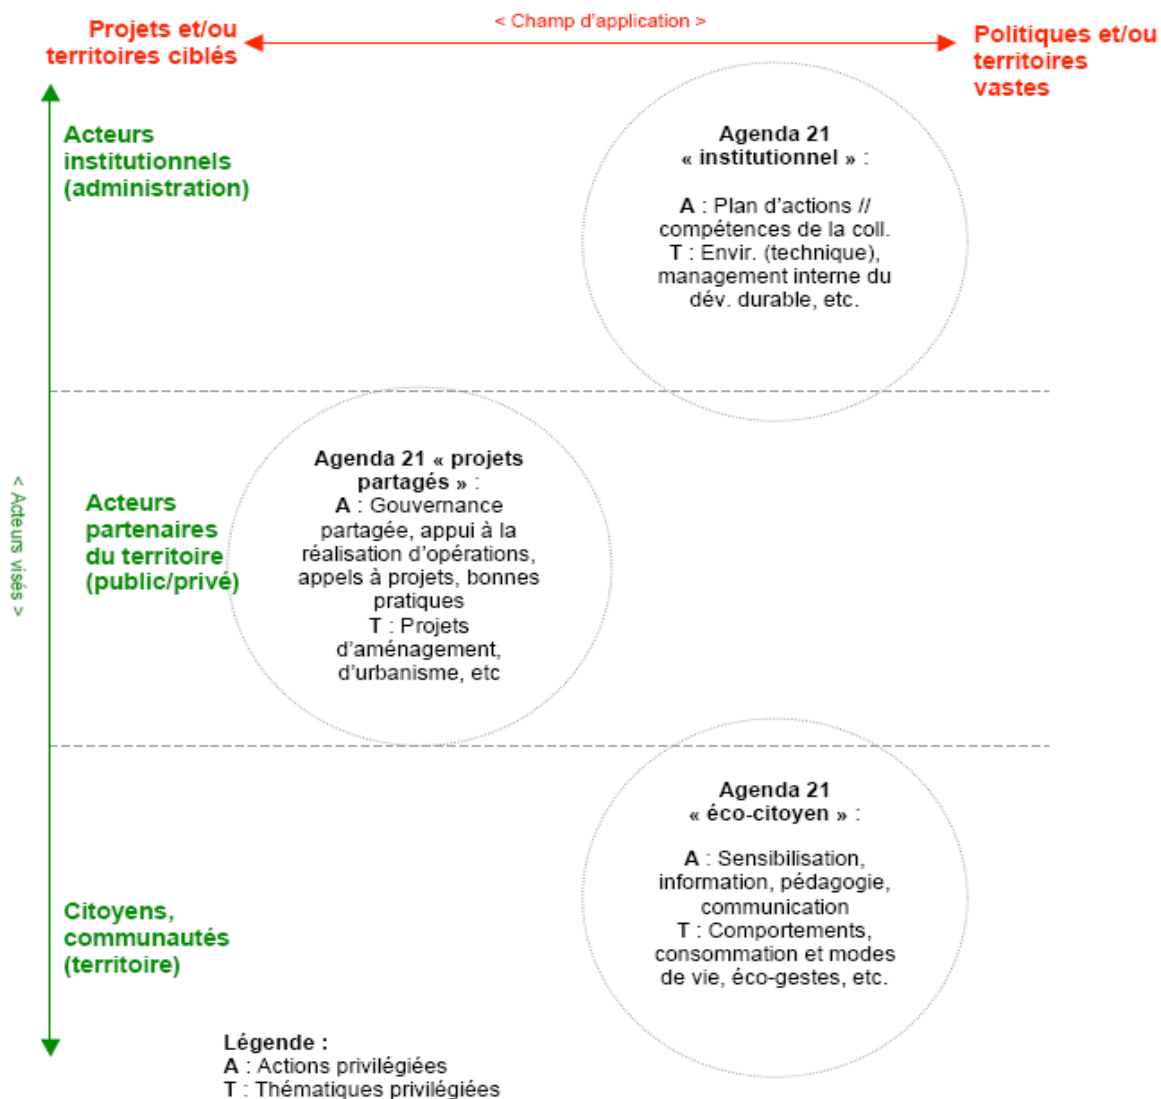 < Champ d’application >
Projets et/ou
territoires ciblés
Politiques et/ou
territoires
vastes
Acteurs
institutionnels
(administration)
Agenda 21
« institutionnel » :
A : Plan d’actions //
compétences de la coll.
T : Envir. (technique),
management interne du
dév. durable, etc.
< Acteurs visés >
Acteurs
partenaires
du territoire
(public/privé)
Agenda 21 « projets
partagés » :
A : Gouvernance
partagée, appui à la
réalisation d’opérations,
appels à projets, bonnes
pratiques
T : Projets
d’aménagement,
d’urbanisme, etc
Citoyens,
communautés
(territoire)
Agenda 21
« éco-citoyen » :
A : Sensibilisation,
information, pédagogie,
communication
T : Comportements,
consommation et modes
de vie, éco-gestes, etc.
Légende :
A : Actions privilégiées
T : Thématiques privilégiées